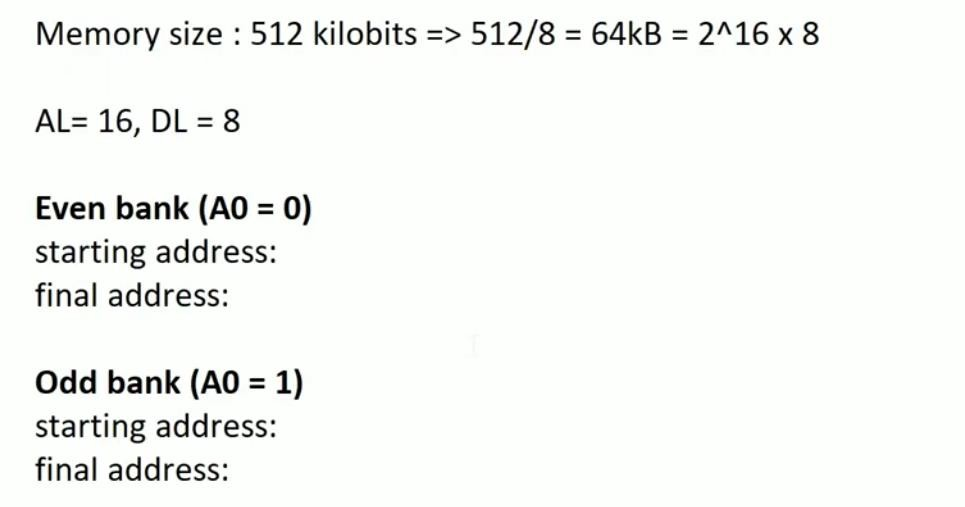 Memory size : 512 kilobits => 512/8 = 64kB = 2^16 x 8
AL= 16, DL = 8
Even bank (A0 = 0)
starting address:
final address:
Odd bank (A0 = 1)
starting address:
final address: